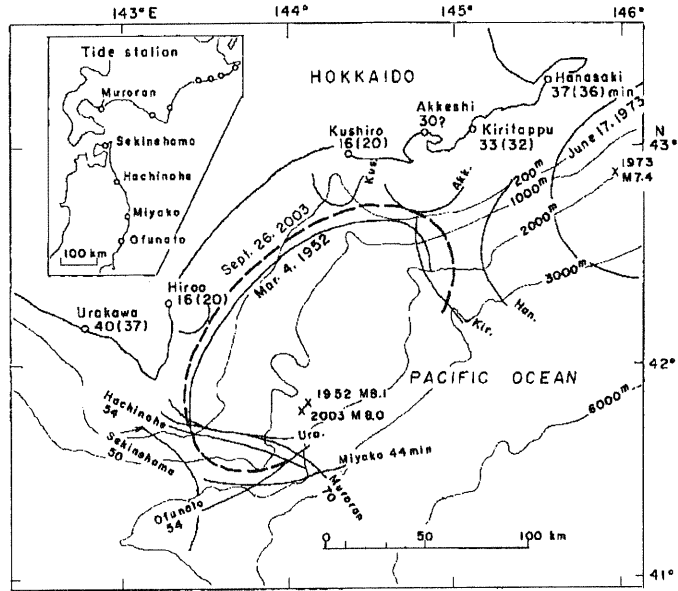 143°E
144°
145°
146°
Tide station
Muroran
Sekinehama
Hachinohe
Miyako
Ofunato
100 km
HOKKAIDO
Hanasaki
37(36) min
Akkeshi
30?
Kiritappu
33(32)
Kushiro
16(20)
June 17, 1973
N
43°
1973
M7.4
200m
1000m
2000m
3000m
Kus.
Akk.
Sept. 26, 2003
Mar. 4, 1952
Hiroo
16(20)
Urakawa
40(37)
Kir.
Han.
42°
PACIFIC OCEAN
6000m
1952 M8.1
2003 M8.0
Hachinohe
54
Sekinehama
50
Ura.
Miyako 44 min
Muroran
70
Ofunato
54
0 50 100 km
41°